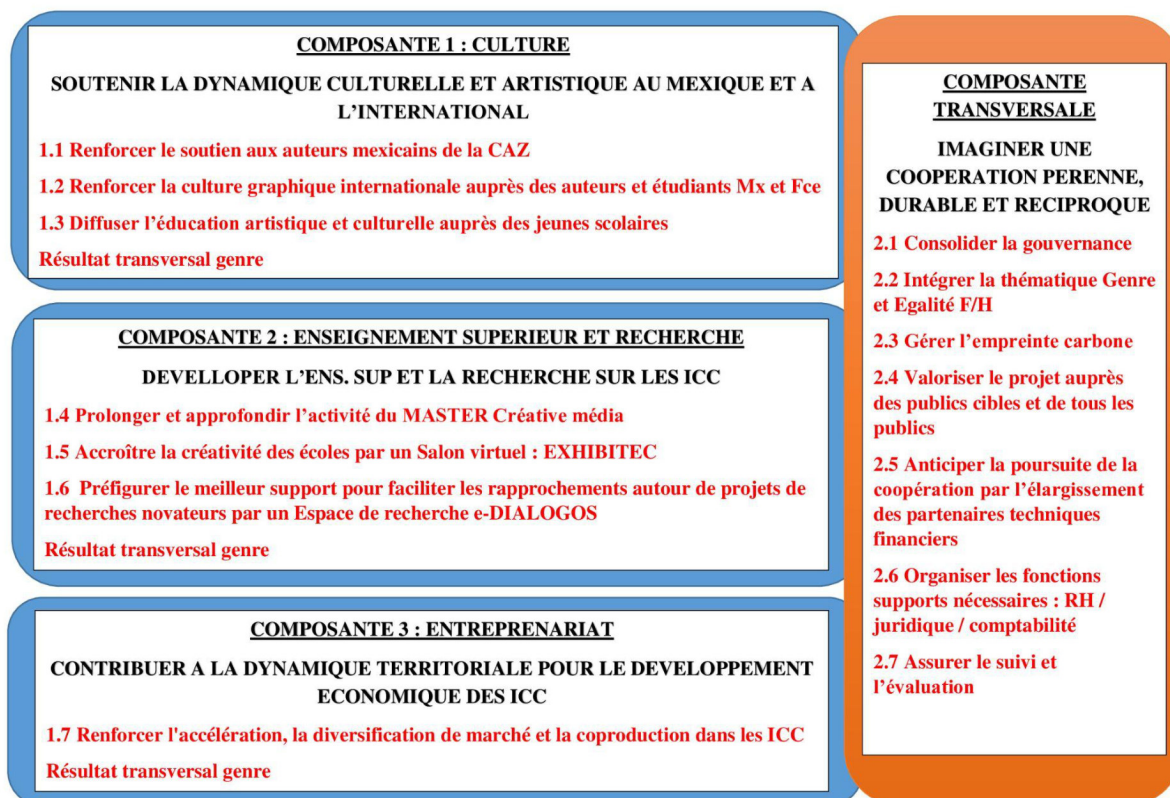 COMPOSANTE 1 : CULTURE
SOUTENIR LA DYNAMIQUE CULTURELLE ET ARTISTIQUE AU MEXIQUE ET A
L’INTERNATIONAL
1.1 Renforcer le soutien aux auteurs mexicains de la CAZ
1.2 Renforcer la culture graphique internationale auprès des auteurs et étudiants Mx et Fce
1.3 Diffuser l’éducation artistique et culturelle auprès des jeunes scolaires
Résultat transversal genre
COMPOSANTE 2 : ENSEIGNEMENT SUPERIEUR ET RECHERCHE
DEVELLOPER L’ENS. SUP ET LA RECHERCHE SUR LES ICC
1.4 Prolonger et approfondir l’activité du MASTER Créative média
1.5 Accroître la créativité des écoles par un Salon virtuel : EXHIBITEC
1.6 Préfigurer le meilleur support pour faciliter les rapprochements autour de projets de
recherches novateurs par un Espace de recherche e-DIALOGOS
Résultat transversal genre
COMPOSANTE 3 : ENTREPRENARIAT
CONTRIBUER A LA DYNAMIQUE TERRITORIALE POUR LE DEVELOPPEMENT
ECONOMIQUE DES ICC
1.7 Renforcer l'accélération, la diversification de marché et la coproduction dans les ICC
Résultat transversal genre
COMPOSANTE
TRANSVERSALE
IMAGINER UNE
COOPERATION PERENNE,
DURABLE ET RECIPROQUE
2.1 Consolider la gouvernance
2.2 Intégrer la thématique Genre
et Egalité F/H
2.3 Gérer l’empreinte carbone
2.4 Valoriser le projet auprès
des publics cibles et de tous les
publics
2.5 Anticiper la poursuite de la
coopération par l’élargissement
des partenaires techniques
financiers
2.6 Organiser les fonctions
supports nécessaires : RH /
juridique / comptabilité
2.7 Assurer le suivi et
l’évaluation